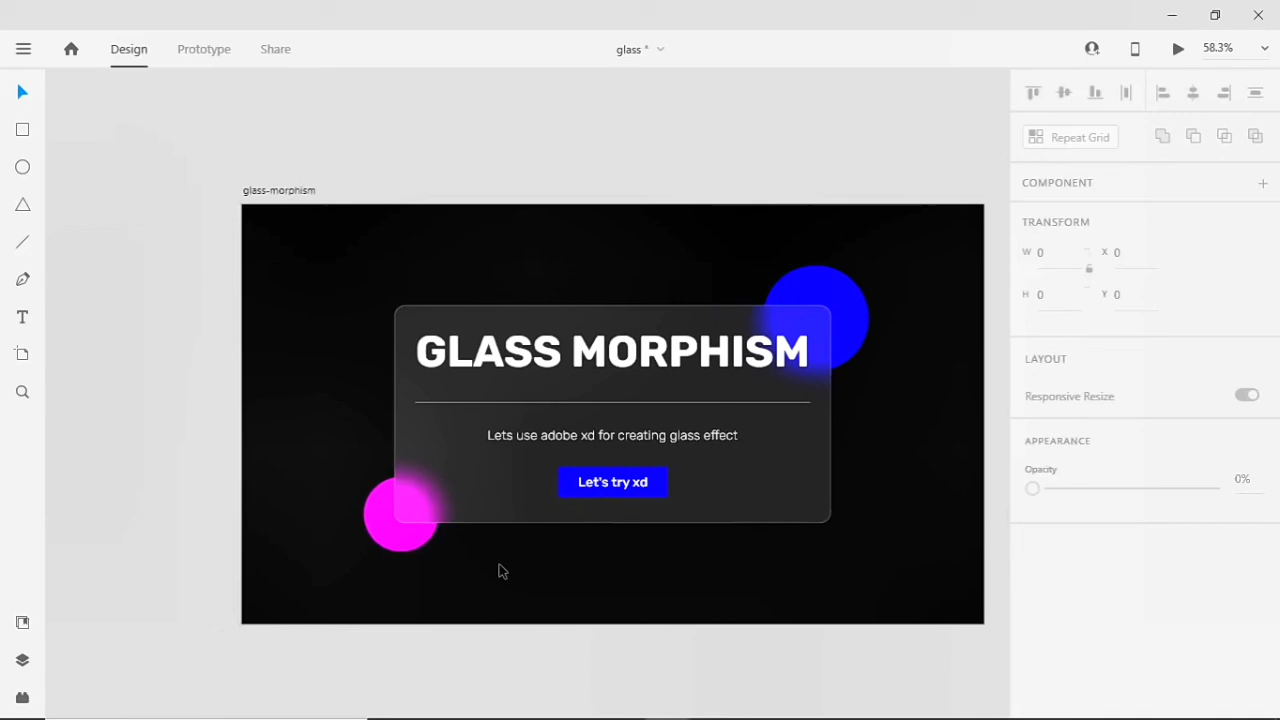 Design Prototype Share glass * 58.3%
Repeat Grid
COMPONENT
glass-morphism
TRANSFORM
W 0 X 0
H 0 Y 0
GLASS MORPHISM
LAYOUT
Responsive Resize
Lets use adobe xd for creating glass effect
APPEARANCE
Opacity
0%
Let's try xd